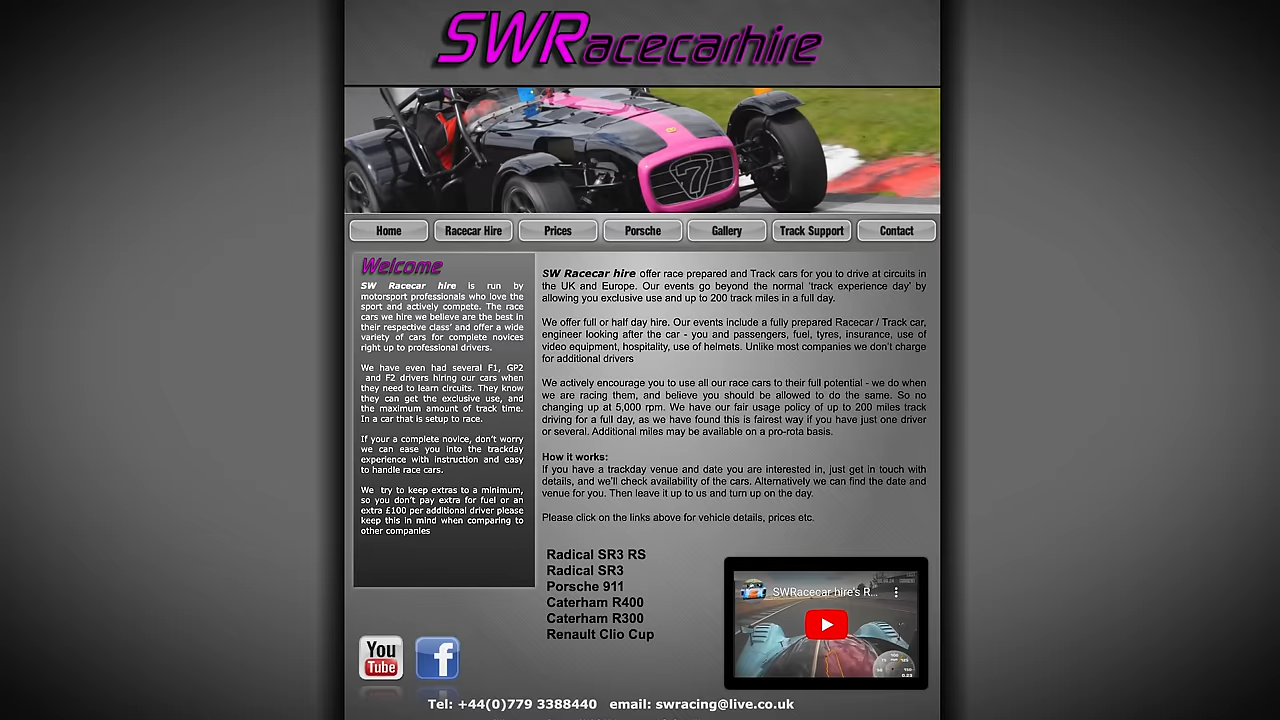 SWRacecarhire
7
Home
Racecar Hire
Prices
Porsche
Gallery
Track Support
Contact
Welcome
SW Racecar hire is run by
motorsport professionals who love the
sport and actively compete. The race
cars we hire we believe are the best in
their respective class’ and offer a wide
variety of cars for complete novices
right up to professional drivers.
We have even had several F1, GP2
and F2 drivers hiring our cars when
they need to learn circuits. They know
they can get the exclusive use, and
the maximum amount of track time.
In a car that is setup to race.
If your a complete novice, don’t worry
we can ease you into the trackday
experience with instruction and easy
to handle race cars.
We try to keep extras to a minimum,
so you don’t pay extra for fuel or an
extra £100 per additional driver please
keep this in mind when comparing to
other companies
SW Racecar hire offer race prepared and Track cars for you to drive at circuits in
the UK and Europe. Our events go beyond the normal ‘track experience day’ by
allowing you exclusive use and up to 200 track miles in a full day.
We offer full or half day hire. Our events include a fully prepared Racecar / Track car,
engineer looking after the car - you and passengers, fuel, tyres, insurance, use of
video equipment, hospitality, use of helmets. Unlike most companies we don’t charge
for additional drivers
We actively encourage you to use all our race cars to their full potential - we do when
we are racing them, and believe you should be allowed to do the same. So no
changing up at 5,000 rpm. We have our fair usage policy of up to 200 miles track
driving for a full day, as we have found this is fairest way if you have just one driver
or several. Additional miles may be available on a pro-rota basis.
How it works:
If you have a trackday venue and date you are interested in, just get in touch with
details, and we’ll check availability of the cars. Alternatively we can find the date and
venue for you. Then leave it up to us and turn up on the day.
Please click on the links above for vehicle details, prices etc.
Radical SR3 RS
Radical SR3
Porsche 911
Caterham R400
Caterham R300
Renault Clio Cup
SWRacecar hire's R...
You
Tube
f
Tel: +44(0)779 3388440 email: swracing@live.co.uk